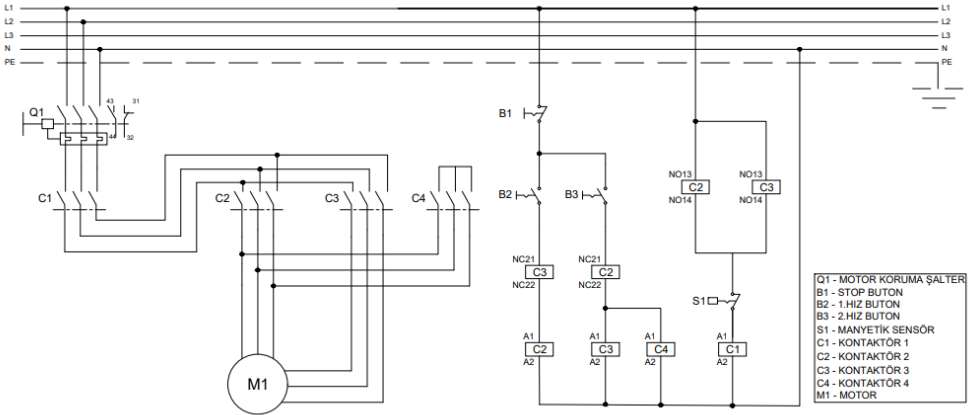 L1 L1
L2 L2
L3 L3
N N
PE PE
43 31
Q1
44 32
B1
NO13 NO13
C2 C3
NO14 NO14
C1 C2 C3 C4
B2 B3
NC21 NC21
C3 C2
NC22 NC22
S1
A1 A1 A1 A1
C2 C3 C4 C1
A2 A2 A2 A2
M1
Q1 - MOTOR KORUMA ŞALTER
B1 - STOP BUTON
B2 - 1.HIZ BUTON
B3 - 2.HIZ BUTON
S1 - MANYETİK SENSÖR
C1 - KONTAKTÖR 1
C2 - KONTAKTÖR 2
C3 - KONTAKTÖR 3
C4 - KONTAKTÖR 4
M1 - MOTOR